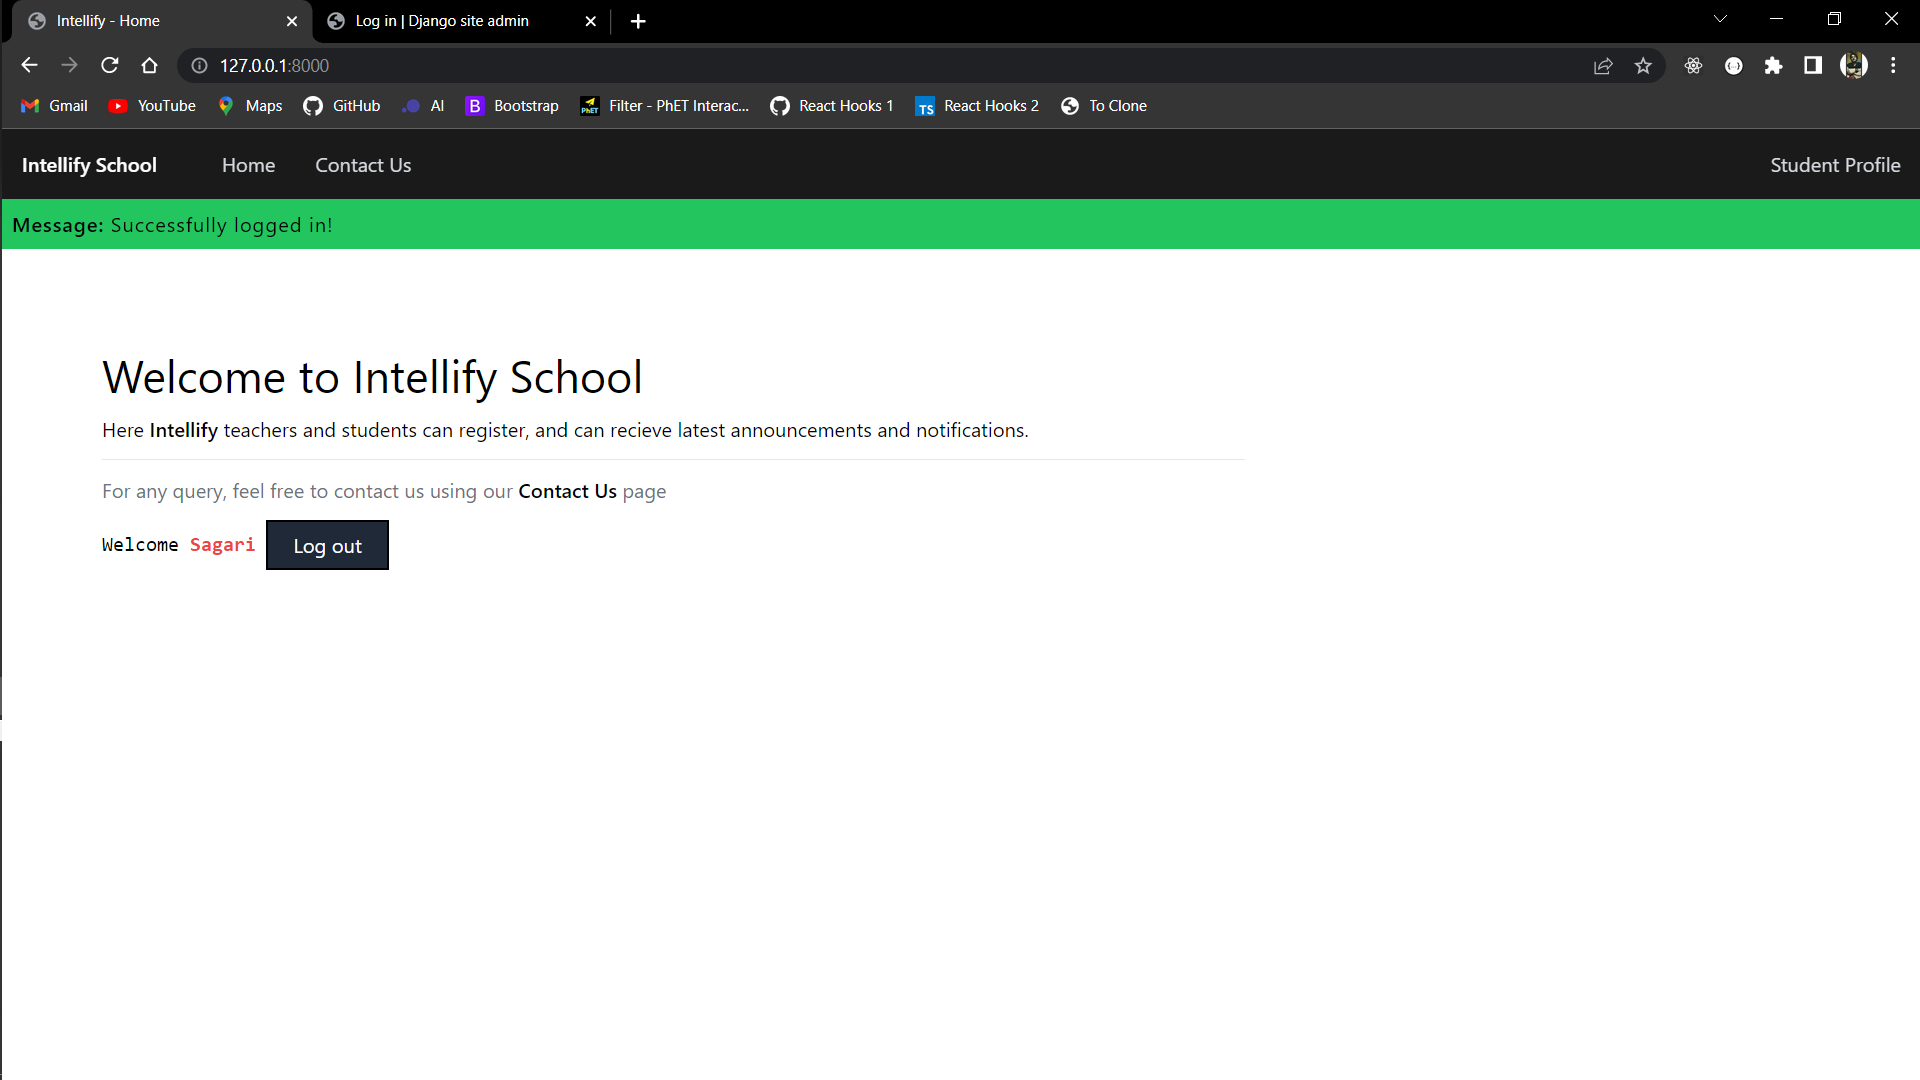 Intellify - Home
Log in | Django site admin
127.0.0.1:8000
Gmail YouTube Maps GitHub AI Bootstrap Filter - PhET Interac... React Hooks 1 React Hooks 2 To Clone
Intellify School Home Contact Us Student Profile
Message: Successfully logged in!
Welcome to Intellify School
Here Intellify teachers and students can register, and can recieve latest announcements and notifications.
For any query, feel free to contact us using our Contact Us page
Welcome Sagari Log out